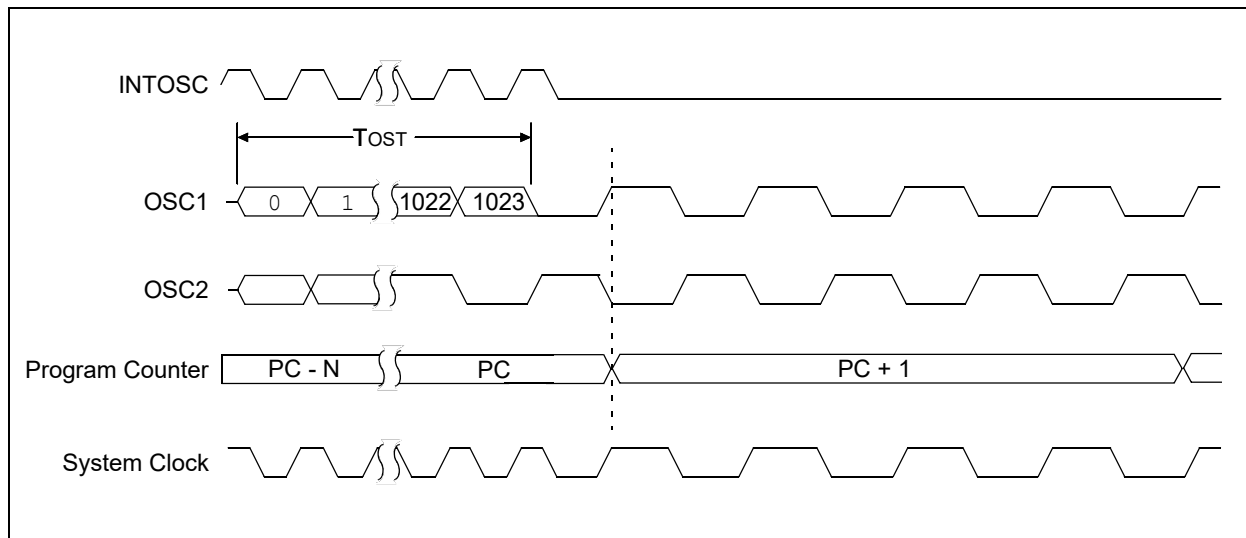 INTOSC
TOST
OSC1 0 1 1022 1023
OSC2
Program Counter PC - N PC PC + 1
System Clock